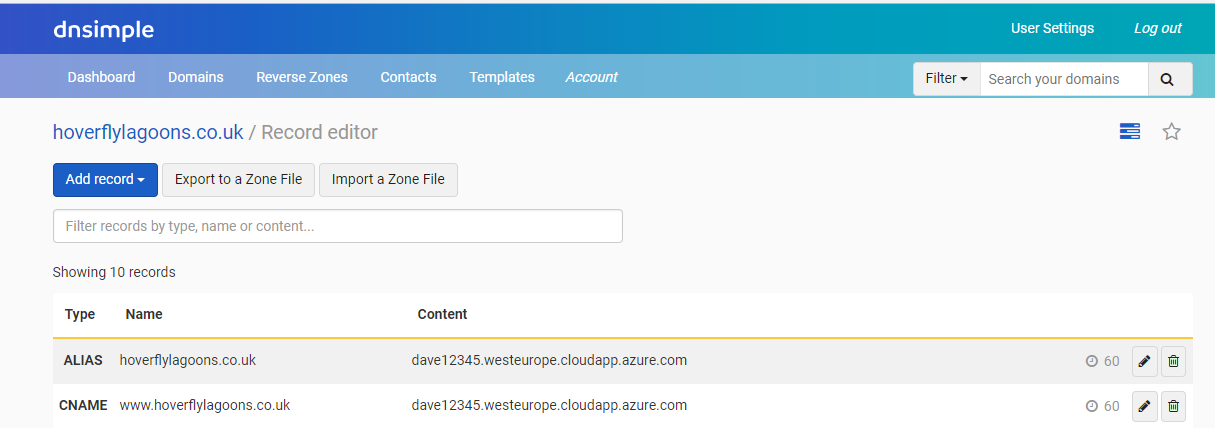 dnsimple User Settings Log out
Dashboard Domains Reverse Zones Contacts Templates Account Filter Search your domains
hoverflylagoons.co.uk / Record editor
Add record Export to a Zone File Import a Zone File
Filter records by type, name or content...
Showing 10 records
Type Name Content
ALIAS hoverflylagoons.co.uk dave12345.westeurope.cloudapp.azure.com 60
CNAME www.hoverflylagoons.co.uk dave12345.westeurope.cloudapp.azure.com 60